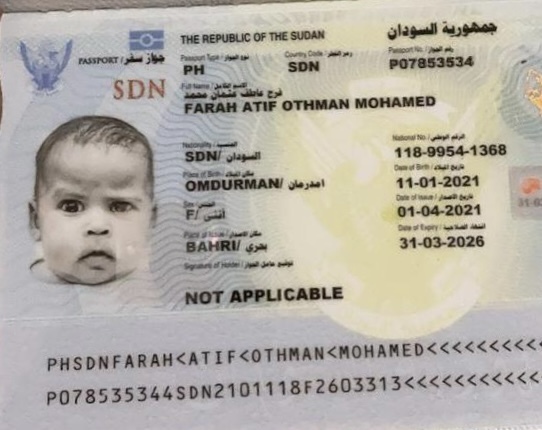 THE REPUBLIC OF THE SUDAN جمهورية السودان
PASSPORT / جواز سفر
Passport Type / نوع الجواز Country Code / رمز القطر Passport No./ رقم الجواز
PH SDN P07853534
SDN
Full Name / الاسم الكامل
فرح عاطف عثمان محمد
FARAH ATIF OTHMAN MOHAMED
Nationality / الجنسية National No./ الرقم الوطني
SDN/ السودان 118-9954-1368
Place of Birth / مكان الميلاد Date of Birth / تاريخ الميلاد
OMDURMAN/ امدرمان 11-01-2021
Sex / الجنس Date of Issue / تاريخ الاصدار
F/ أنثى 01-04-2021
Place of Issue / مكان الاصدار Date of Expiry / انتهاء الصلاحية
BAHRI/ بحري 31-03-2026
Signature of Holder / توقيع حامل الجواز
NOT APPLICABLE
PHSDNFARAH<ATIF<OTHMAN<MOHAMED<<<<<<<<<
P078535344SDN2101118F2603313<<<<<<<<<<<